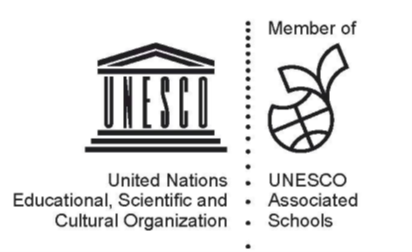 UNESCO
United Nations
Educational, Scientific and
Cultural Organization
Member of
UNESCO
Associated
Schools